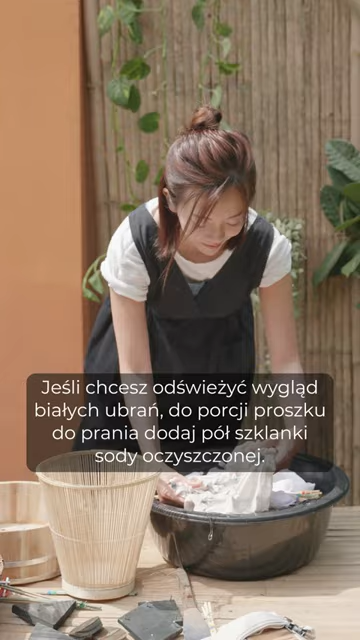 Jeśli chcesz odświeżyć wygląd
białych ubrań, do porcji proszku
do prania dodaj pół szklanki
sody oczyszczonej.